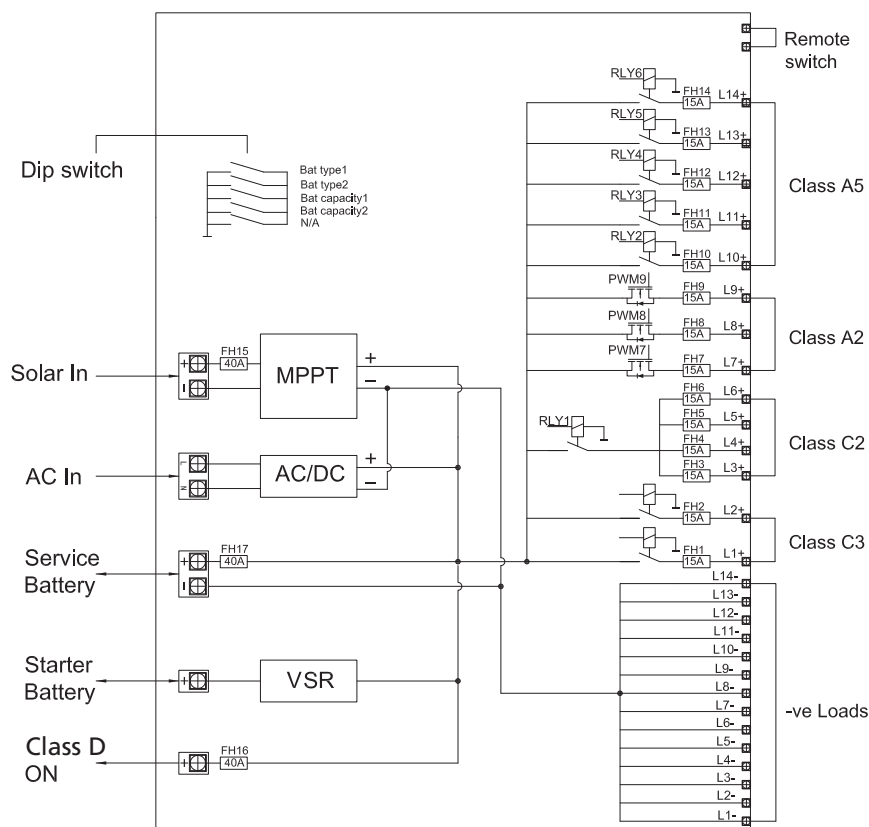 Remote
switch
RLY6
FH14
L14+
15A
RLY5
FH13
L13+
15A
RLY4
FH12
L12+
15A
RLY3
FH11
L11+
15A
RLY2
FH10
L10+
15A
Class A5
Dip switch
Bat type1
Bat type2
Bat capacity1
Bat capacity2
N/A
PWM9
FH9
L9+
15A
PWM8
FH8
L8+
15A
PWM7
FH7
L7+
15A
Class A2
Solar In
+
-
FH15
40A
MPPT
+
-
RLY1
FH6
L6+
15A
FH5
L5+
15A
FH4
L4+
15A
FH3
L3+
15A
Class C2
AC In
L
N
AC/DC
+
-
FH2
L2+
15A
FH1
L1+
15A
Class C3
Service
Battery
+
-
FH17
40A
Starter
Battery
+
VSR
Class D
ON
+
FH16
40A
L14-
L13-
L12-
L11-
L10-
L9-
L8-
L7-
L6-
L5-
L4-
L3-
L2-
L1-
-ve Loads